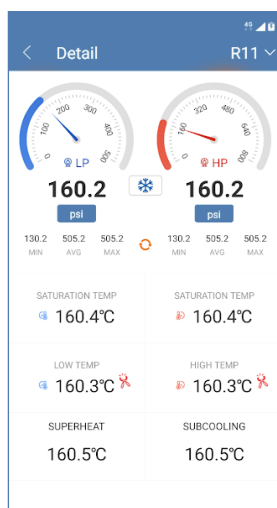 4G
Detail R11
0 100 200 300 400 500
LP
0 160 320 480 640 800
HP
160.2 160.2
psi psi
130.2 505.2 505.2 130.2 505.2 505.2
MIN AVG MAX MIN AVG MAX
SATURATION TEMP SATURATION TEMP
160.4℃ 160.4℃
LOW TEMP HIGH TEMP
160.3℃ 160.3℃
SUPERHEAT SUBCOOLING
160.5℃ 160.5℃